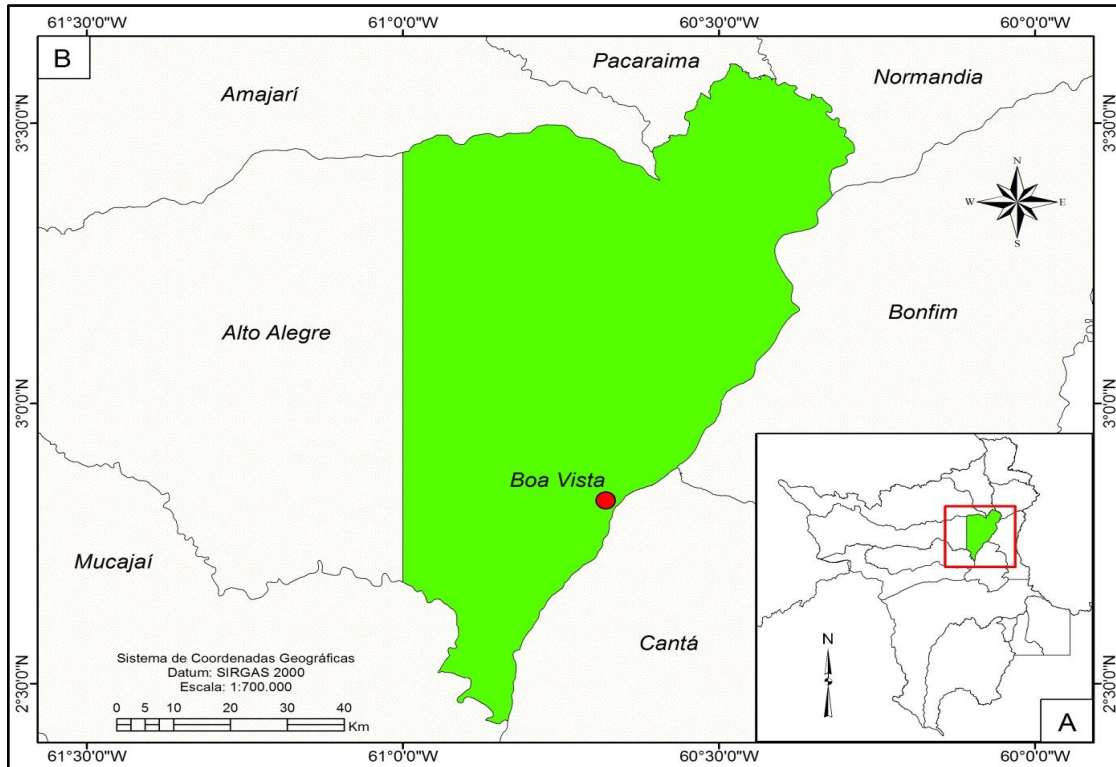 61°30'0"W
61°0'0"W
60°30'0"W
60°0'0"W
B
Pacaraima
Normandia
Amajarí
3°30'0"N
3°30'0"N
N
W
E
S
Alto Alegre
Bonfim
3°0'0"N
3°0'0"N
Boa Vista
Mucajaí
Cantá
Sistema de Coordenadas Geográficas
Datum: SIRGAS 2000
Escala: 1:700.000
0 5 10 20 30 40
Km
N
A
2°30'0"N
2°30'0"N
61°30'0"W
61°0'0"W
60°30'0"W
60°0'0"W